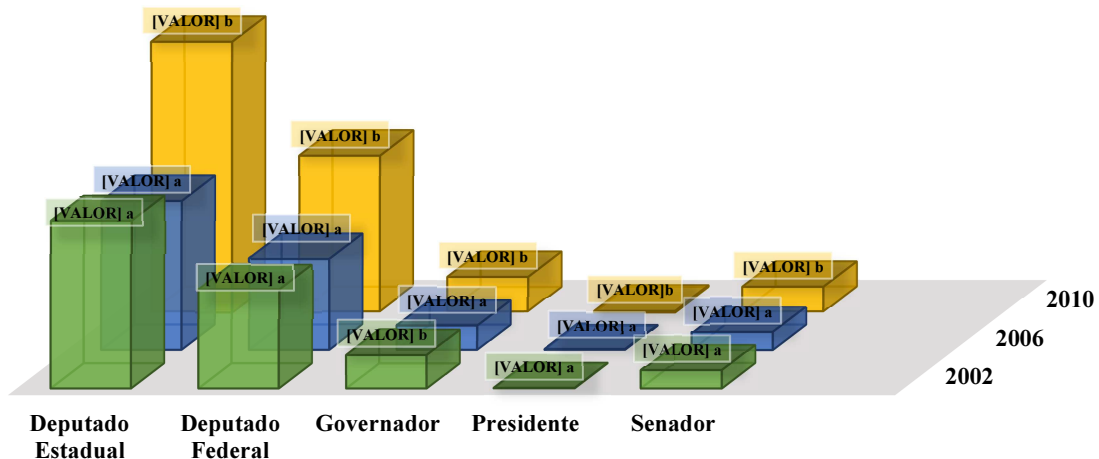 [VALOR] b
[VALOR] b
[VALOR] a
[VALOR] a
[VALOR] a
[VALOR] b
[VALOR] b
[VALOR] a
[VALOR]b
[VALOR] a
[VALOR] a
[VALOR] a
[VALOR] b
[VALOR] a
[VALOR] a
2010
2006
2002
Deputado
Estadual
Deputado
Federal
Governador
Presidente
Senador